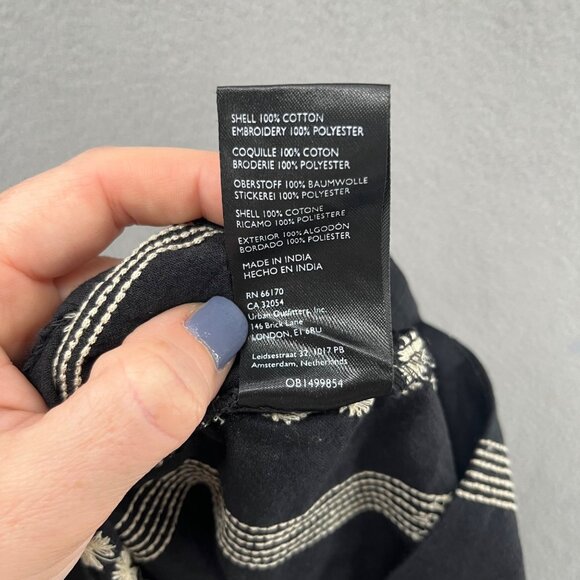 SHELL 100% COTTON
EMBROIDERY 100% POLYESTER
COQUILLE 100% COTON
BRODERIE 100% POLYESTER
OBERSTOFF 100% BAUMWOLLE
STICKEREI 100% POLYESTER
SHELL 100% COTONE
RICAMO 100% POLIESTERE
EXTERIOR 100% ALGODÓN
BORDADO 100% POLIÉSTER
MADE IN INDIA
HECHO EN INDIA
RN 66170
CA 32054
Urban Outfitters, Inc.
146 Brick Lane
LONDON, E1 6RU
Leidsestraat 32, 1017 PB
Amsterdam, Netherlands
OB1499854